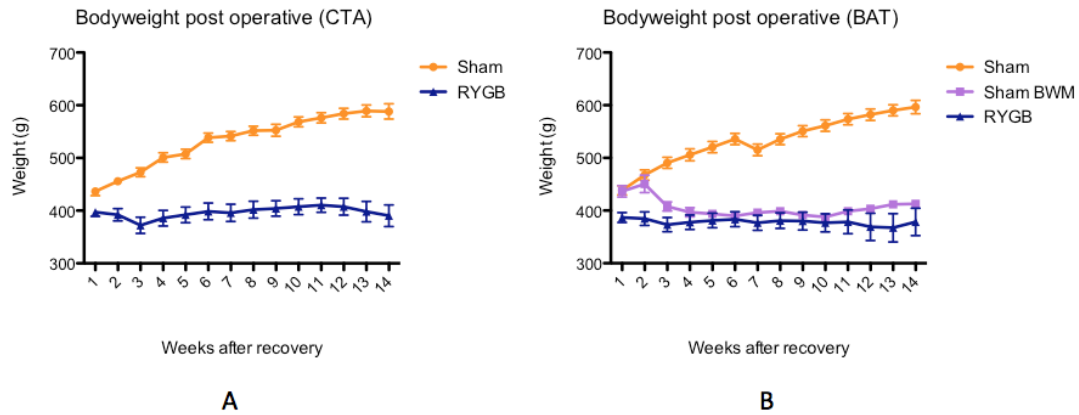 Bodyweight post operative (CTA)
700
600
500
400
300
Weight (g)
1 2 3 4 5 6 7 8 9 10 11 12 13 14
Weeks after recovery
Sham
RYGB
A
Bodyweight post operative (BAT)
700
600
500
400
300
Weight (g)
1 2 3 4 5 6 7 8 9 10 11 12 13 14
Weeks after recovery
Sham
Sham BWM
RYGB
B